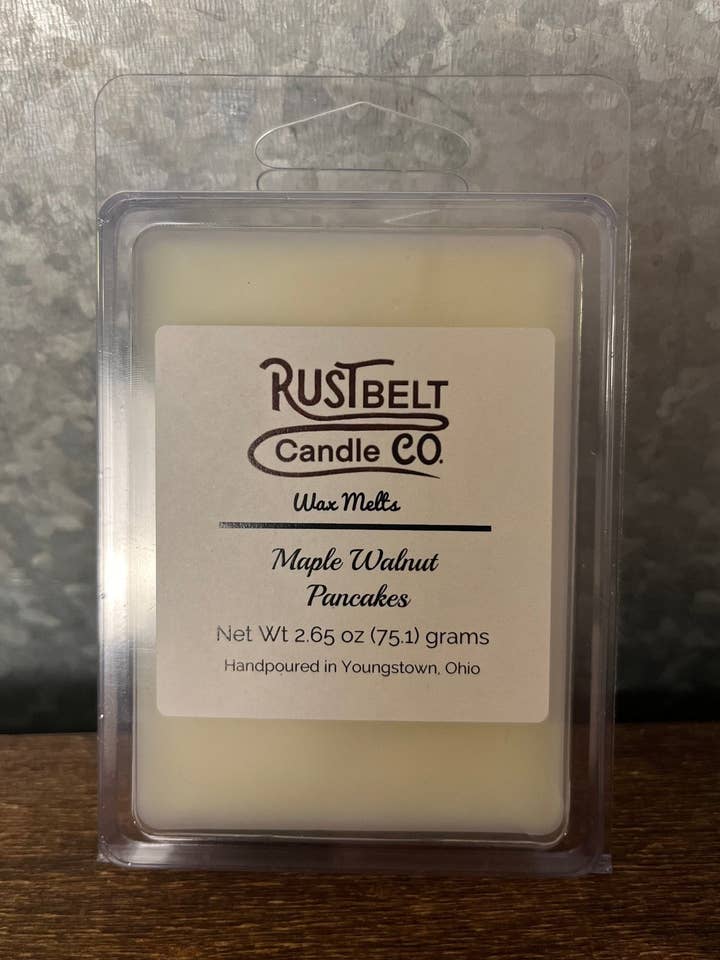 RUSTBELT
Candle CO.
Wax Melts
Maple Walnut
Pancakes
Net Wt 2.65 oz (75.1) grams
Handpoured in Youngstown, Ohio